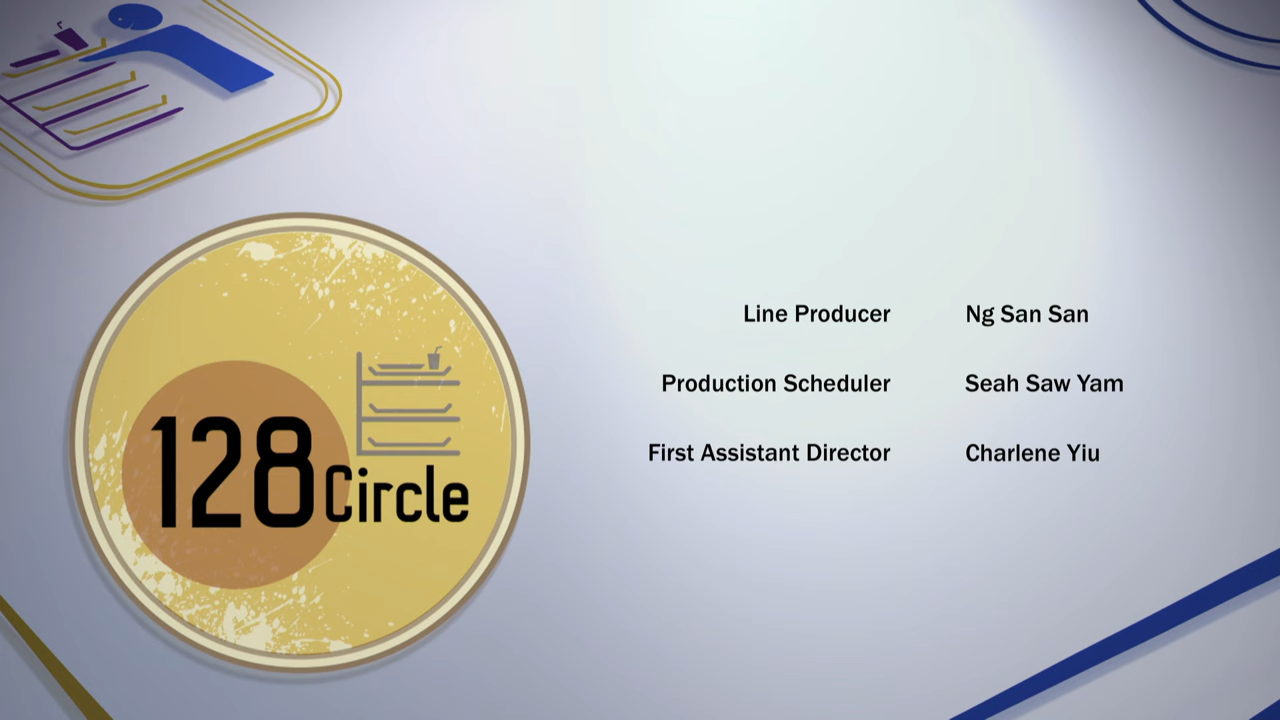 128 Circle
Line Producer Ng San San
Production Scheduler Seah Saw Yam
First Assistant Director Charlene Yiu